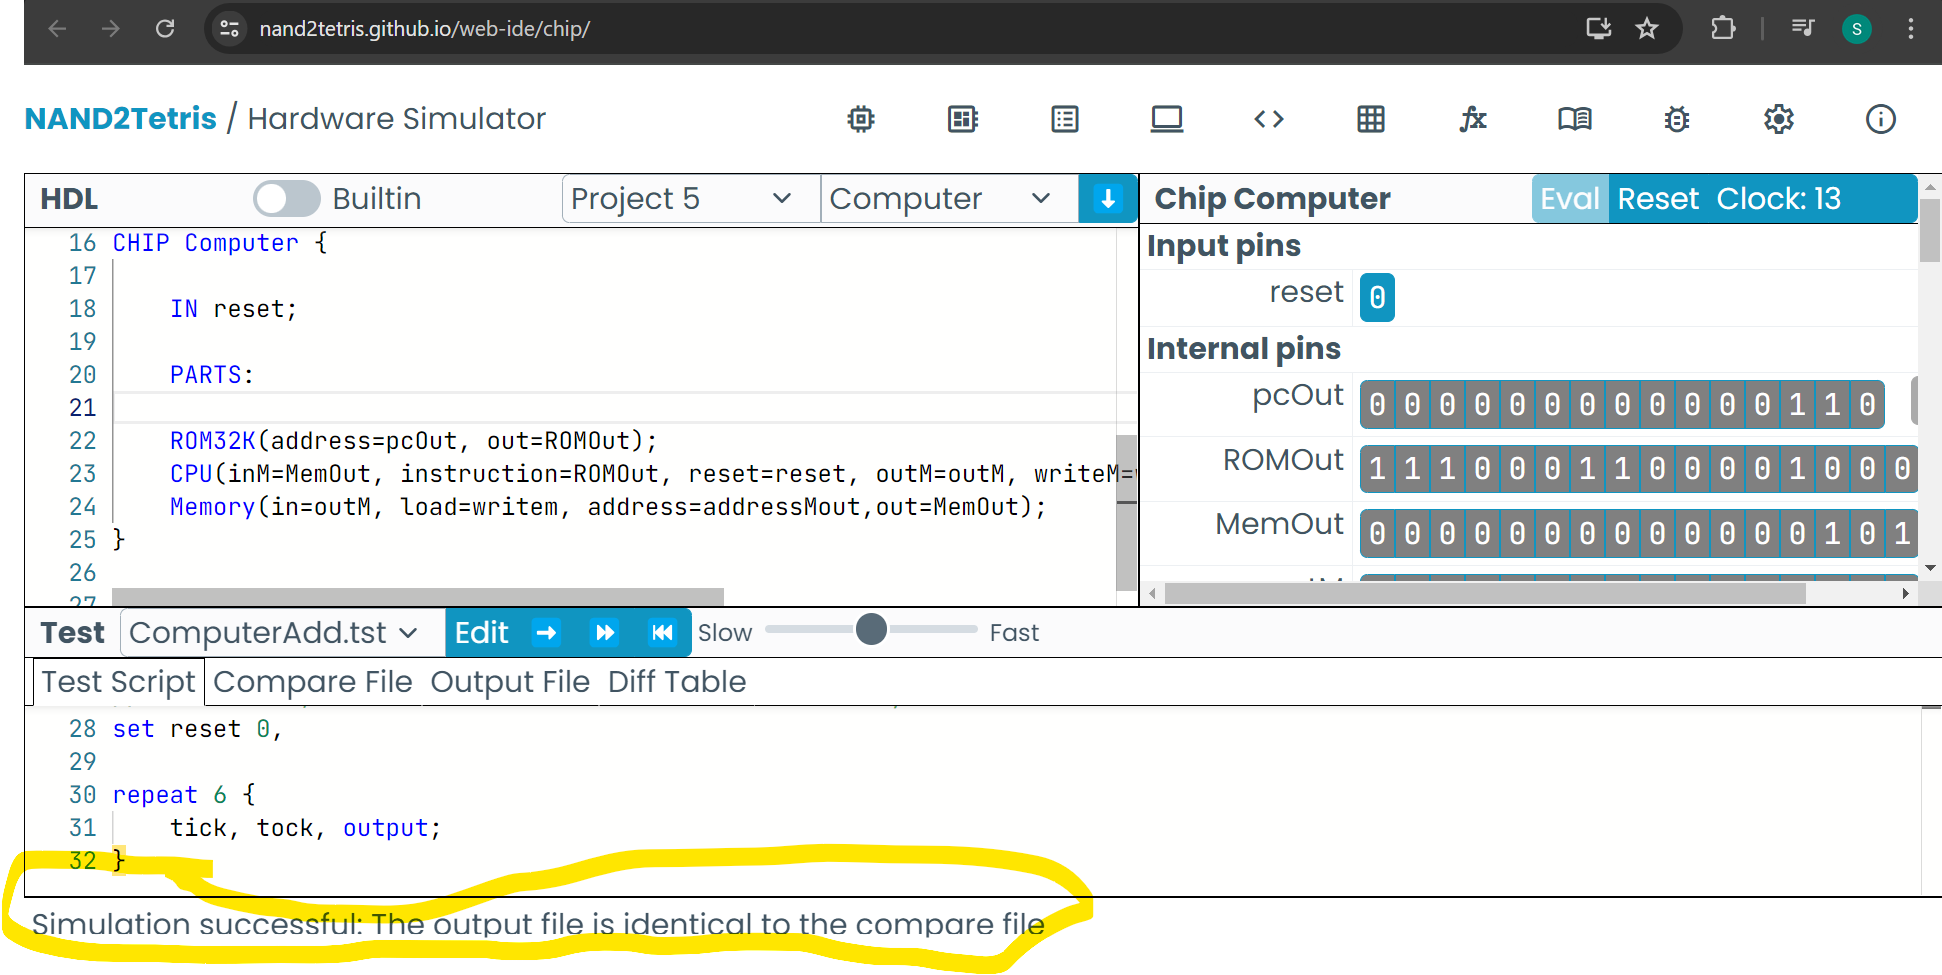 nand2tetris.github.io/web-ide/chip/
S
NAND2Tetris / Hardware Simulator
HDL Builtin Project 5 Computer
16 CHIP Computer {
17
18 IN reset;
19
20 PARTS:
21
22 ROM32K(address=pcOut, out=ROMOut);
23 CPU(inM=MemOut, instruction=ROMOut, reset=reset, outM=outM, writeM=
24 Memory(in=outM, load=writem, address=addressMout,out=MemOut);
25 }
26
27
Chip Computer Eval Reset Clock: 13
Input pins
reset 0
Internal pins
pcOut 0 0 0 0 0 0 0 0 0 0 0 0 1 1 0
ROMOut 1 1 1 0 0 0 1 1 0 0 0 0 1 0 0 0
MemOut 0 0 0 0 0 0 0 0 0 0 0 0 0 1 0 1
Test ComputerAdd.tst Edit Slow Fast
Test Script Compare File Output File Diff Table
28 set reset 0,
29
30 repeat 6 {
31 tick, tock, output;
32 }
Simulation successful: The output file is identical to the compare file